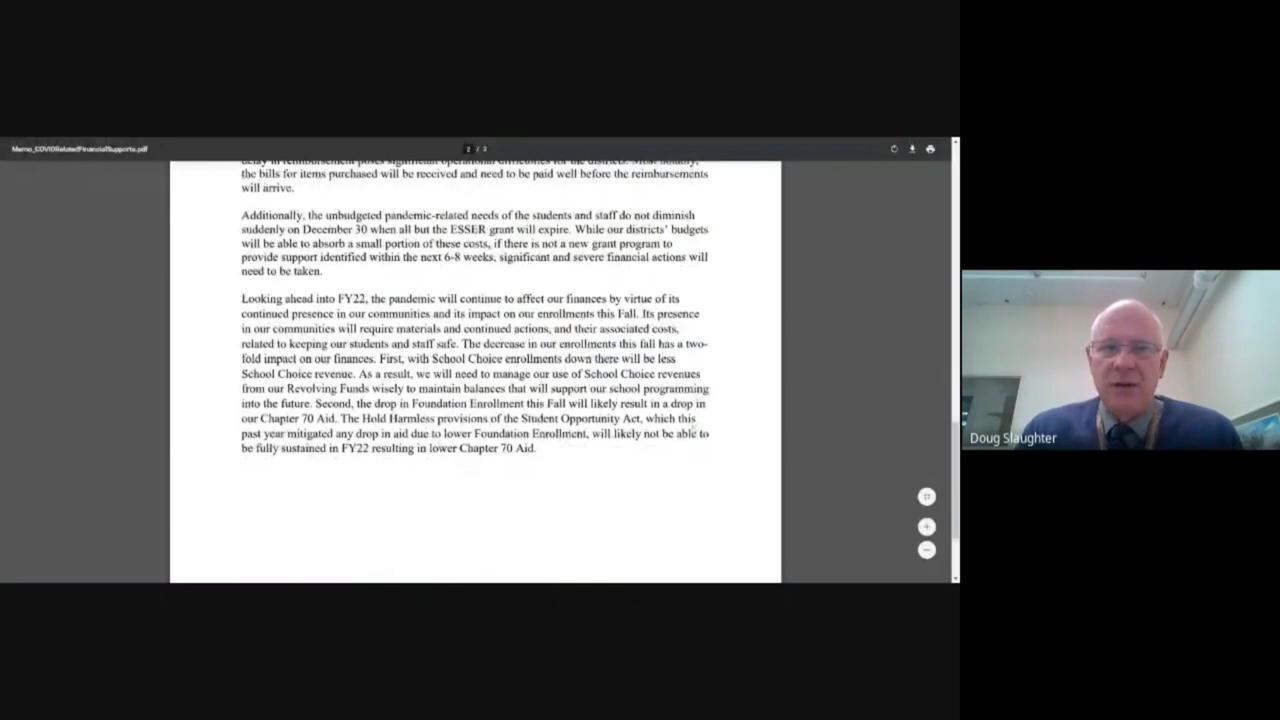 Memo_COVIDRelatedFinancialSupports.pdf
2 / 2
delay in reimbursement poses significant operational difficulties for the districts. Most notably,
the bills for items purchased will be received and need to be paid well before the reimbursements
will arrive.
Additionally, the unbudgeted pandemic-related needs of the students and staff do not diminish
suddenly on December 30 when all but the ESSER grant will expire. While our districts' budgets
will be able to absorb a small portion of these costs, if there is not a new grant program to
provide support identified within the next 6-8 weeks, significant and severe financial actions will
need to be taken.
Looking ahead into FY22, the pandemic will continue to affect our finances by virtue of its
continued presence in our communities and its impact on our enrollments this Fall. Its presence
in our communities will require materials and continued actions, and their associated costs,
related to keeping our students and staff safe. The decrease in our enrollments this fall has a two-
fold impact on our finances. First, with School Choice enrollments down there will be less
School Choice revenue. As a result, we will need to manage our use of School Choice revenues
from our Revolving Funds wisely to maintain balances that will support our school programming
into the future. Second, the drop in Foundation Enrollment this Fall will likely result in a drop in
our Chapter 70 Aid. The Hold Harmless provisions of the Student Opportunity Act, which this
past year mitigated any drop in aid due to lower Foundation Enrollment, will likely not be able to
be fully sustained in FY22 resulting in lower Chapter 70 Aid.
Doug Slaughter